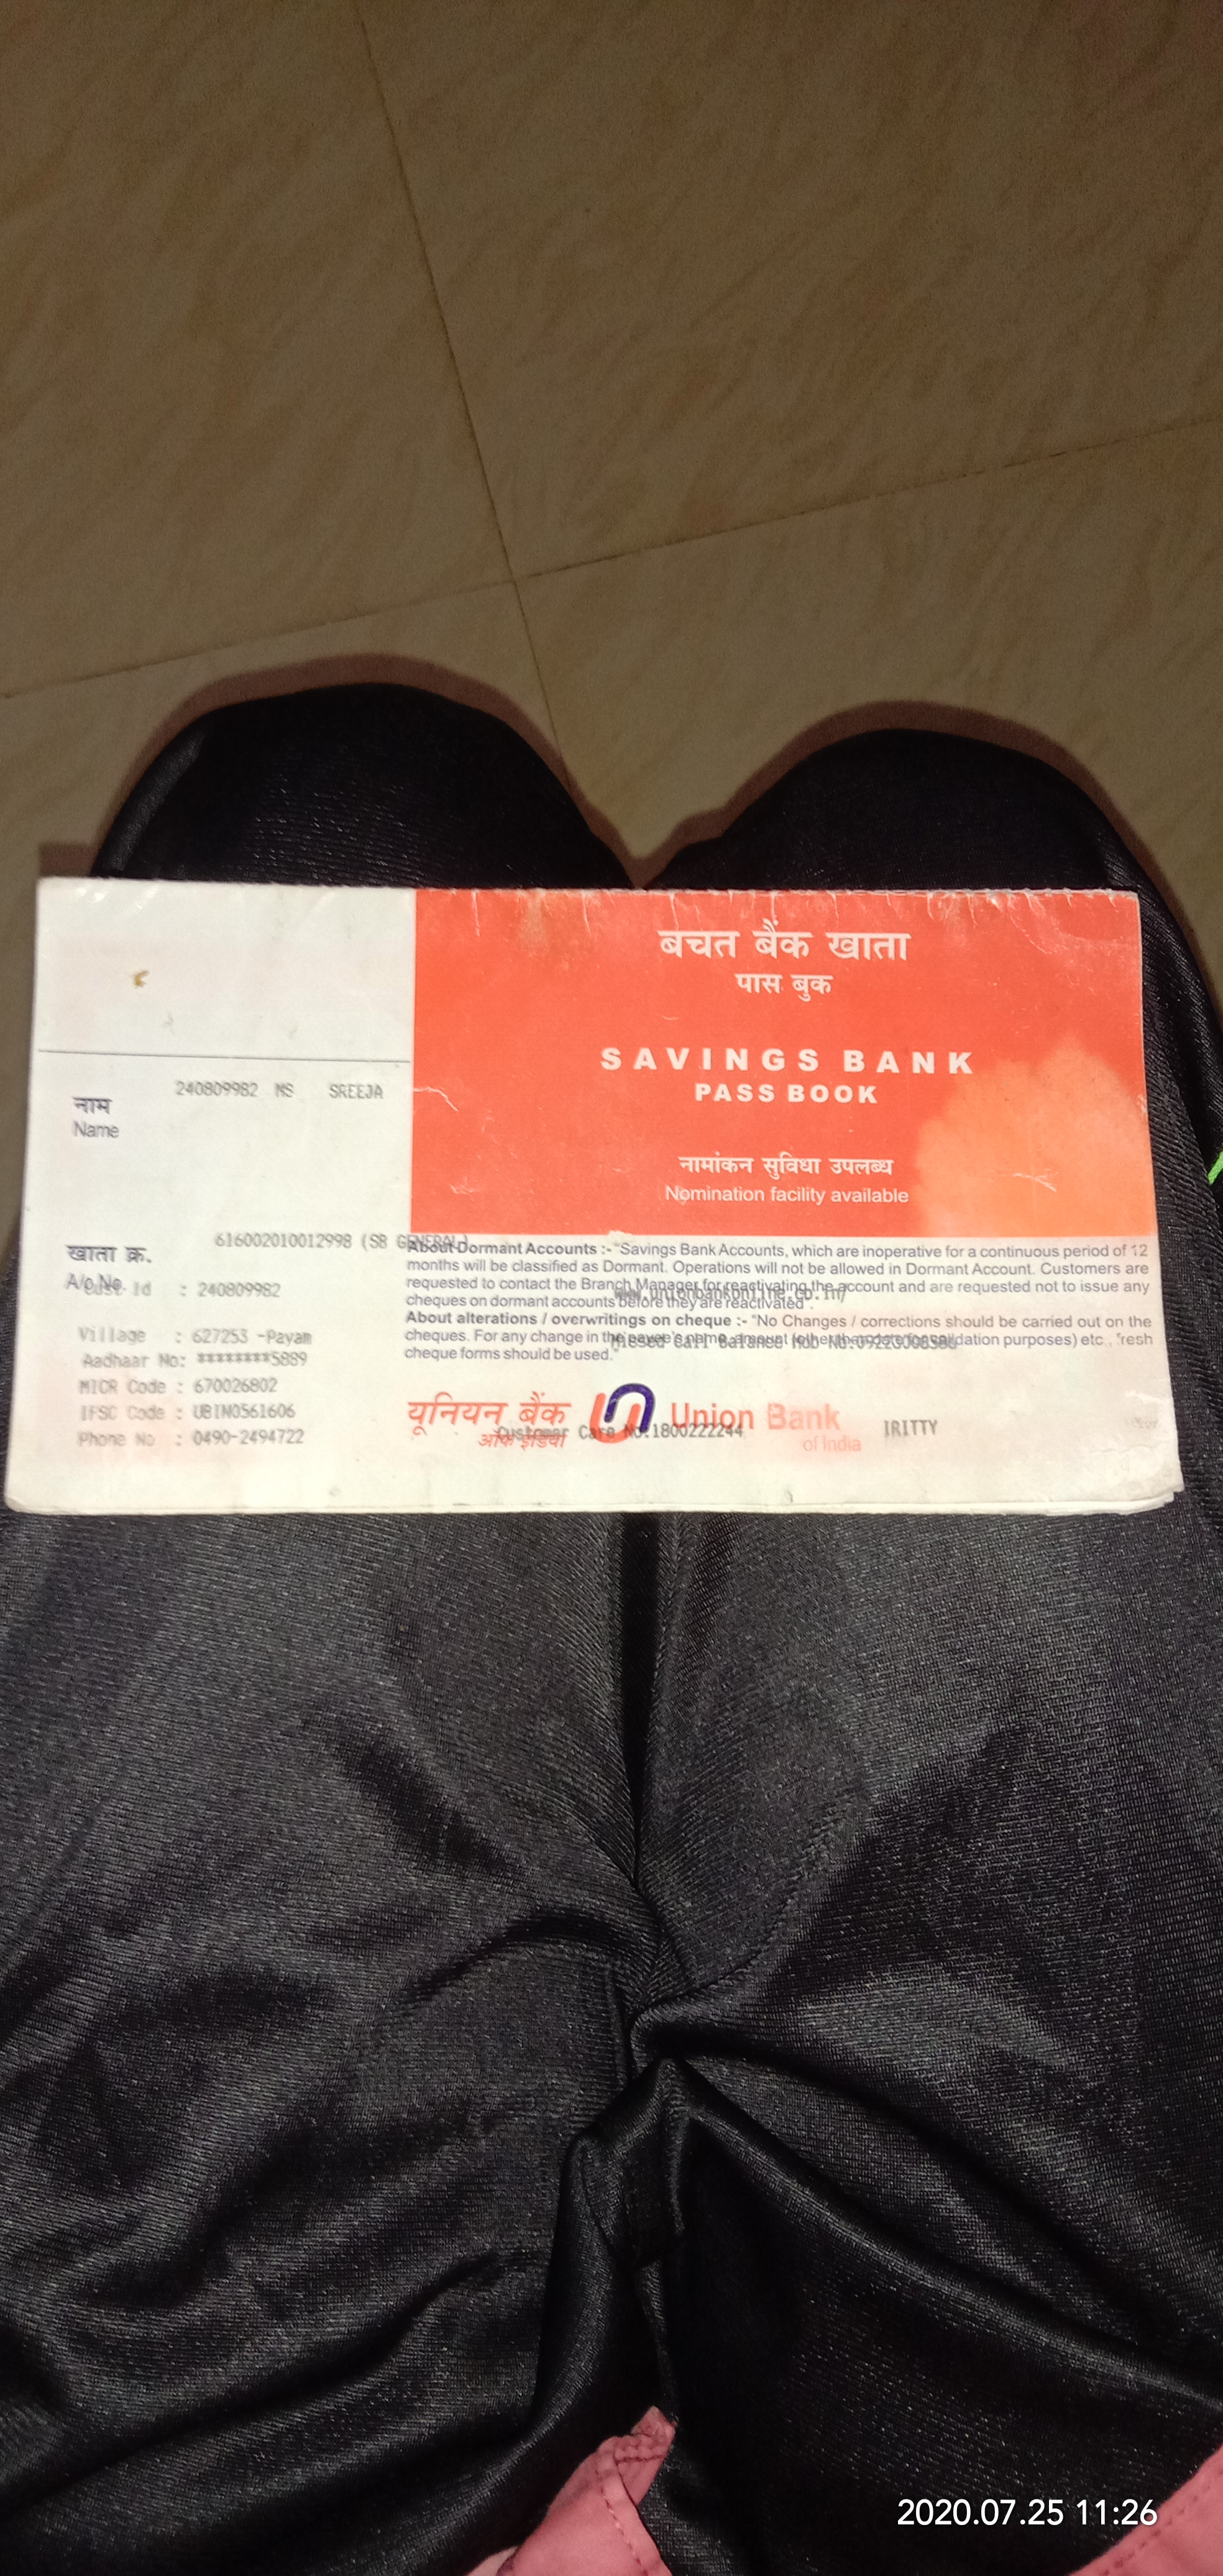 बचत बैंक खाता
पास बुक
SAVINGS BANK
PASS BOOK
नामांकन सुविधा उपलब्ध
Nomination facility available
240809982 MS SREEJA
नाम
Name
616002010012998 (SB GENERAL)
खाता क्र.
A/c No.
Cust Id : 240809982
Village : 627253 -Payam
Aadhaar No: ********5889
MICR Code : 670026802
IFSC Code : UBIN0561606
Phone No : 0490-2494722
About Dormant Accounts :- "Savings Bank Accounts, which are inoperative for a continuous period of 12
months will be classified as Dormant. Operations will not be allowed in Dormant Account. Customers are
requested to contact the Branch Manager for reactivating the account and are requested not to issue any
cheques on dormant accounts before they are reactivated".
www.unionbankonline.co.in/
About alterations / overwritings on cheque :- "No Changes / corrections should be carried out on the
cheques. For any change in the payee's name, amount
dation purposes) etc., fresh
cheque forms should be used."
Missed Call Balance Mob No:
यूनियन बैंक
ऑफ इंडिया
Union Bank
of India
Customer Care No:1800222244
IRITTY
2020.07.25 11:26